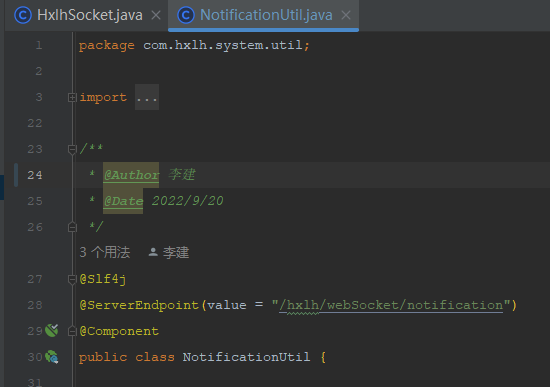 HxlhSocket.java × NotificationUtil.java ×
1 package com.hxlh.system.util;
2
3 import ...
22
23 /**
24 * @Author 李建
25 * @Date 2022/9/20
26 */
3 个用法 李建
27 @Slf4j
28 @ServerEndpoint(value = "/hxlh/webSocket/notification")
29 @Component
30 public class NotificationUtil {
31